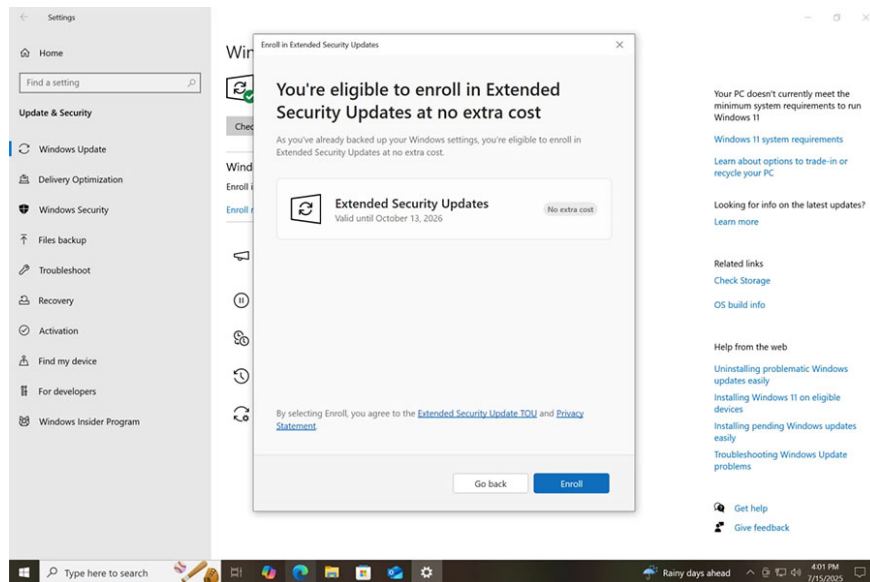 Settings
Home
Find a setting
Update & Security
Windows Update
Delivery Optimization
Windows Security
Files backup
Troubleshoot
Recovery
Activation
Find my device
For developers
Windows Insider Program
Enroll in Extended Security Updates
You're eligible to enroll in Extended
Security Updates at no extra cost
As you've already backed up your Windows settings, you're eligible to enroll in
Extended Security Updates at no extra cost.
Extended Security Updates
Valid until October 13, 2026
No extra cost
By selecting Enroll, you agree to the Extended Security Update TOU and Privacy
Statement.
Go back
Enroll
Your PC doesn't currently meet the
minimum system requirements to run
Windows 11
Windows 11 system requirements
Learn about options to trade-in or
recycle your PC
Looking for info on the latest updates?
Learn more
Related links
Check Storage
OS build info
Help from the web
Uninstalling problematic Windows
updates easily
Installing Windows 11 on eligible
devices
Installing pending Windows updates
easily
Troubleshooting Windows Update
problems
Get help
Give feedback
Type here to search
Rainy days ahead
4:01 PM
7/15/2025